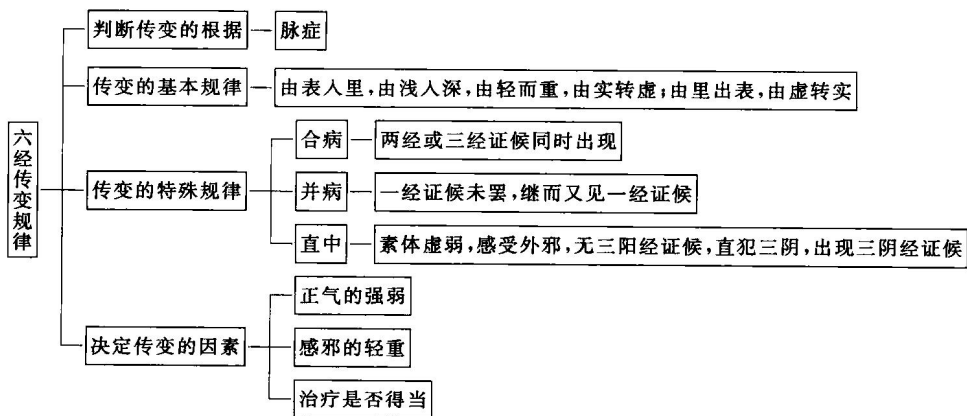 六经传变规律
判断传变的根据
脉症
传变的基本规律
由表人里,由浅人深,由轻而重,由实转虚;由里出表,由虚转实
传变的特殊规律
合病
两经或三经证候同时出现
并病
一经证候未罢,继而又见一经证候
直中
素体虚弱,感受外邪,无三阳经证候,直犯三阴,出现三阴经证候
决定传变的因素
正气的强弱
感邪的轻重
治疗是否得当